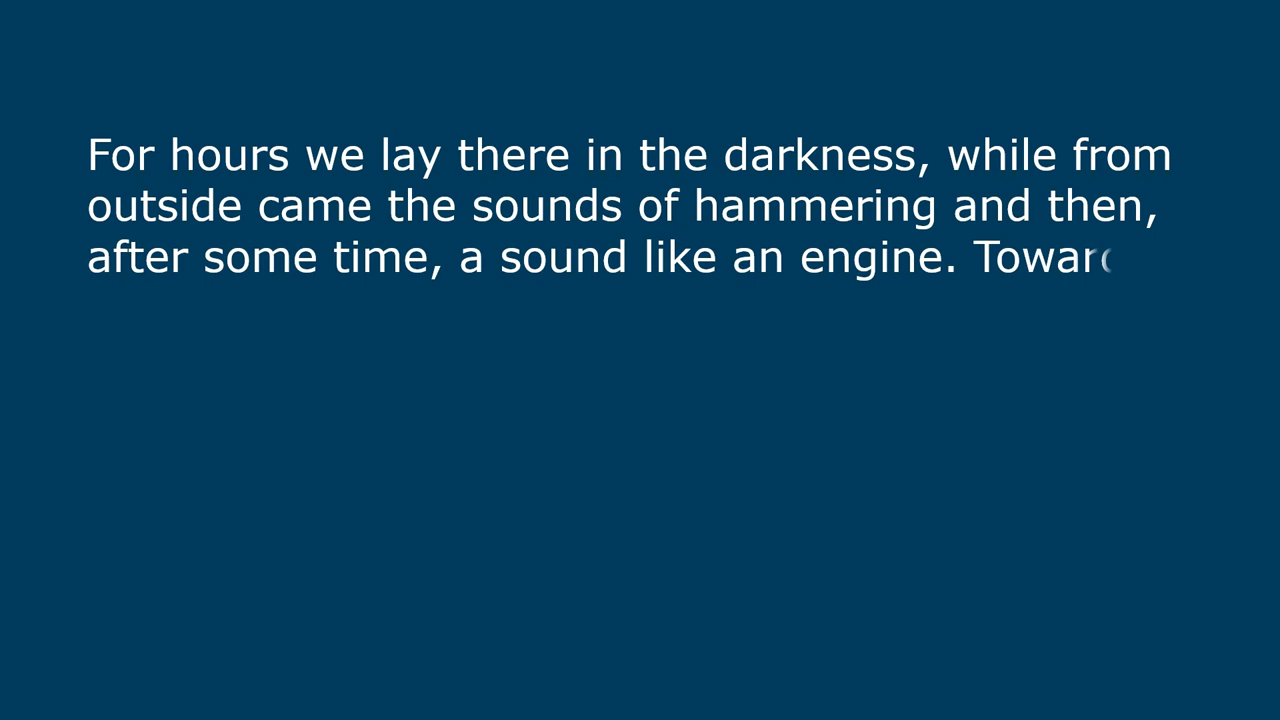 For hours we lay there in the darkness, while from
outside came the sounds of hammering and then,
after some time, a sound like an engine.